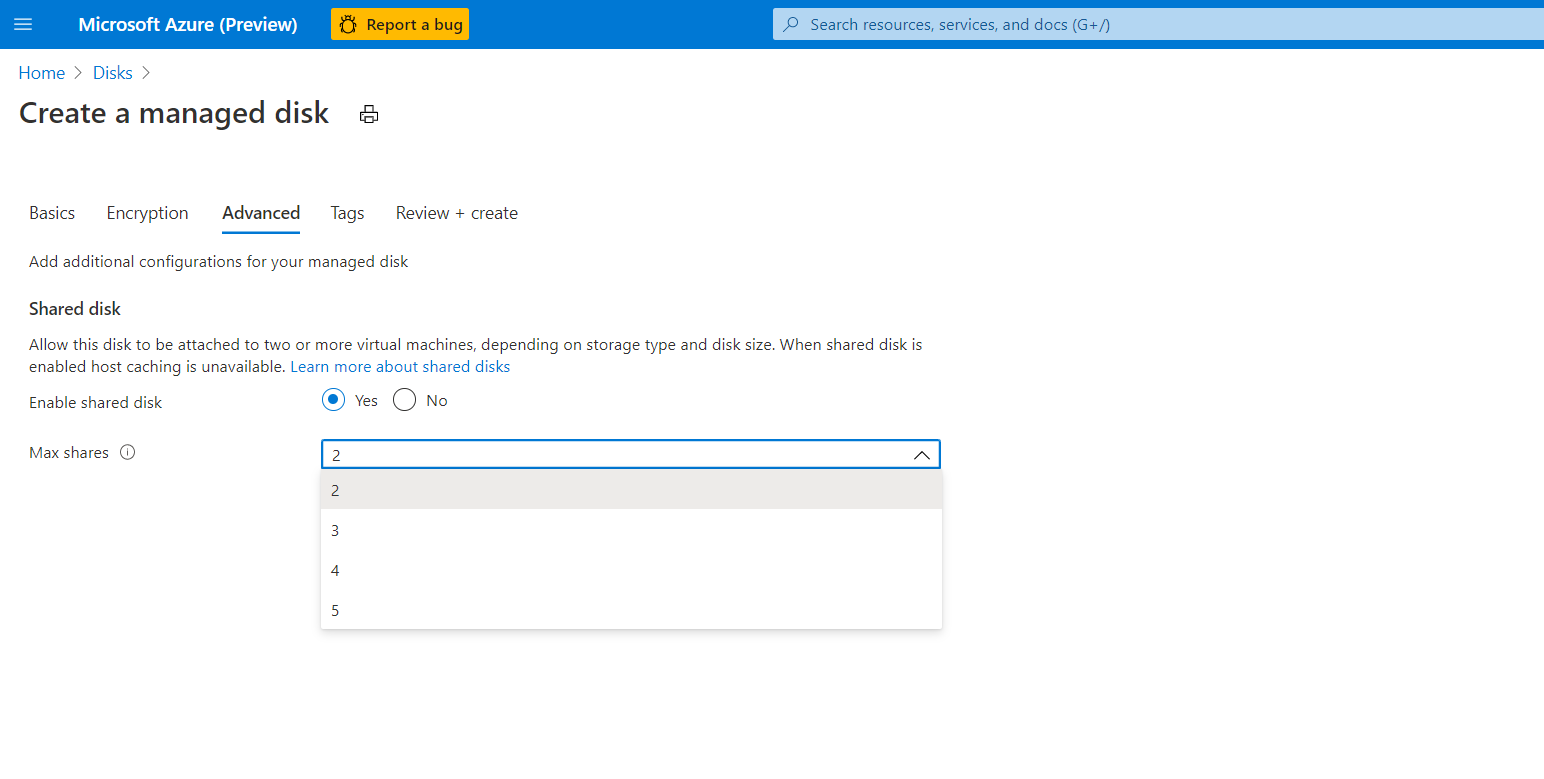 Microsoft Azure (Preview)
Report a bug
Search resources, services, and docs (G+/)
Home
Disks
Create a managed disk
Basics
Encryption
Advanced
Tags
Review + create
Add additional configurations for your managed disk
Shared disk
Allow this disk to be attached to two or more virtual machines, depending on storage type and disk size. When shared disk is
enabled host caching is unavailable. Learn more about shared disks
Enable shared disk
Yes
No
Max shares
2
2
3
4
5